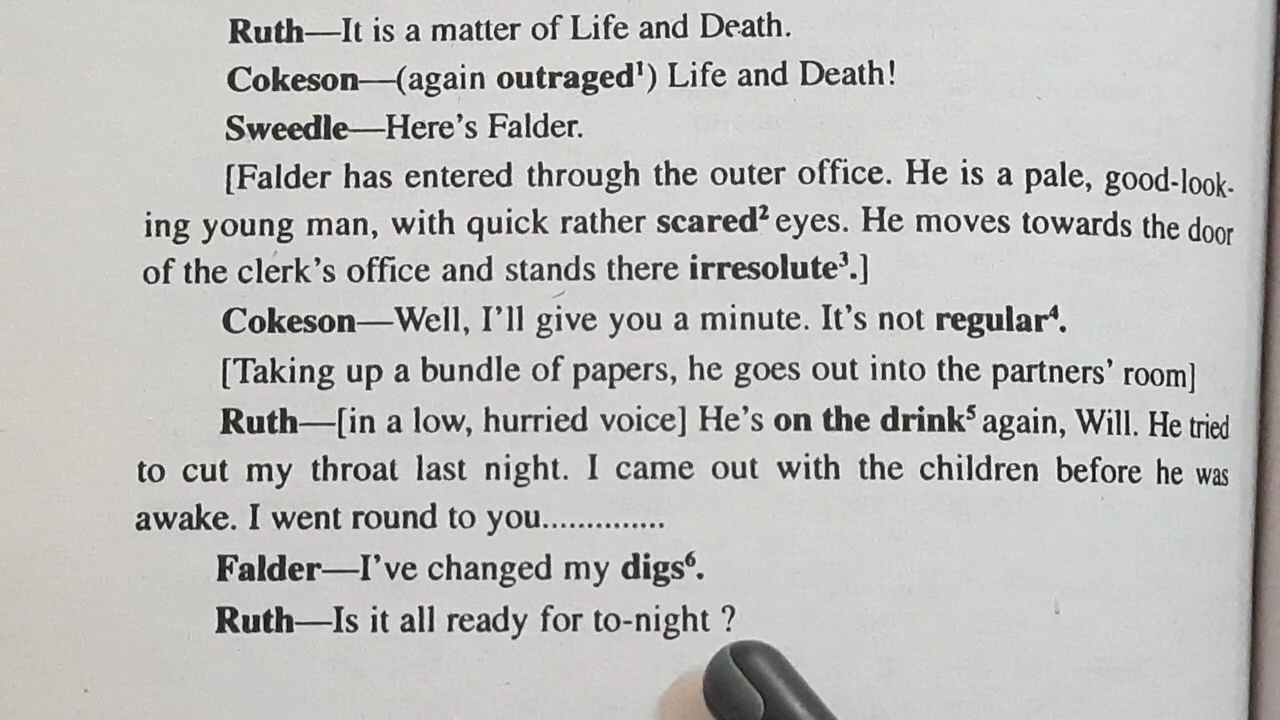 Ruth—It is a matter of Life and Death.
Cokeson—(again outraged¹) Life and Death!
Sweedle—Here's Falder.
[Falder has entered through the outer office. He is a pale, good-look-
ing young man, with quick rather scared² eyes. He moves towards the door
of the clerk's office and stands there irresolute³.]
Cokeson—Well, I'll give you a minute. It's not regular⁴.
[Taking up a bundle of papers, he goes out into the partners' room]
Ruth—[in a low, hurried voice] He's on the drink⁵ again, Will. He tried
to cut my throat last night. I came out with the children before he was
awake. I went round to you..............
Falder—I've changed my digs⁶.
Ruth—Is it all ready for to-night ?